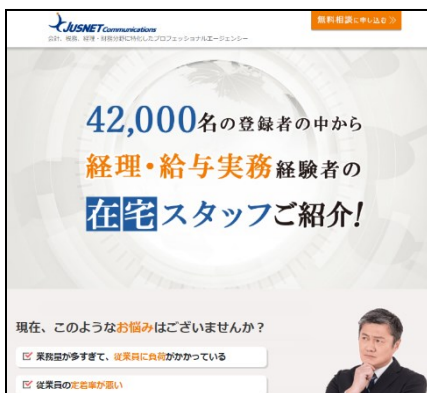 JUSNET Communications
会計、税務、経理・財務分野に特化したプロフェッショナルエージェンシー
無料相談に申し込む ≫
42,000名の登録者の中から
経理・給与実務経験者の
在宅スタッフご紹介!
現在、このようなお悩みはございませんか？
業務量が多すぎて、従業員に負荷がかかっている
従業員の定着率が悪い